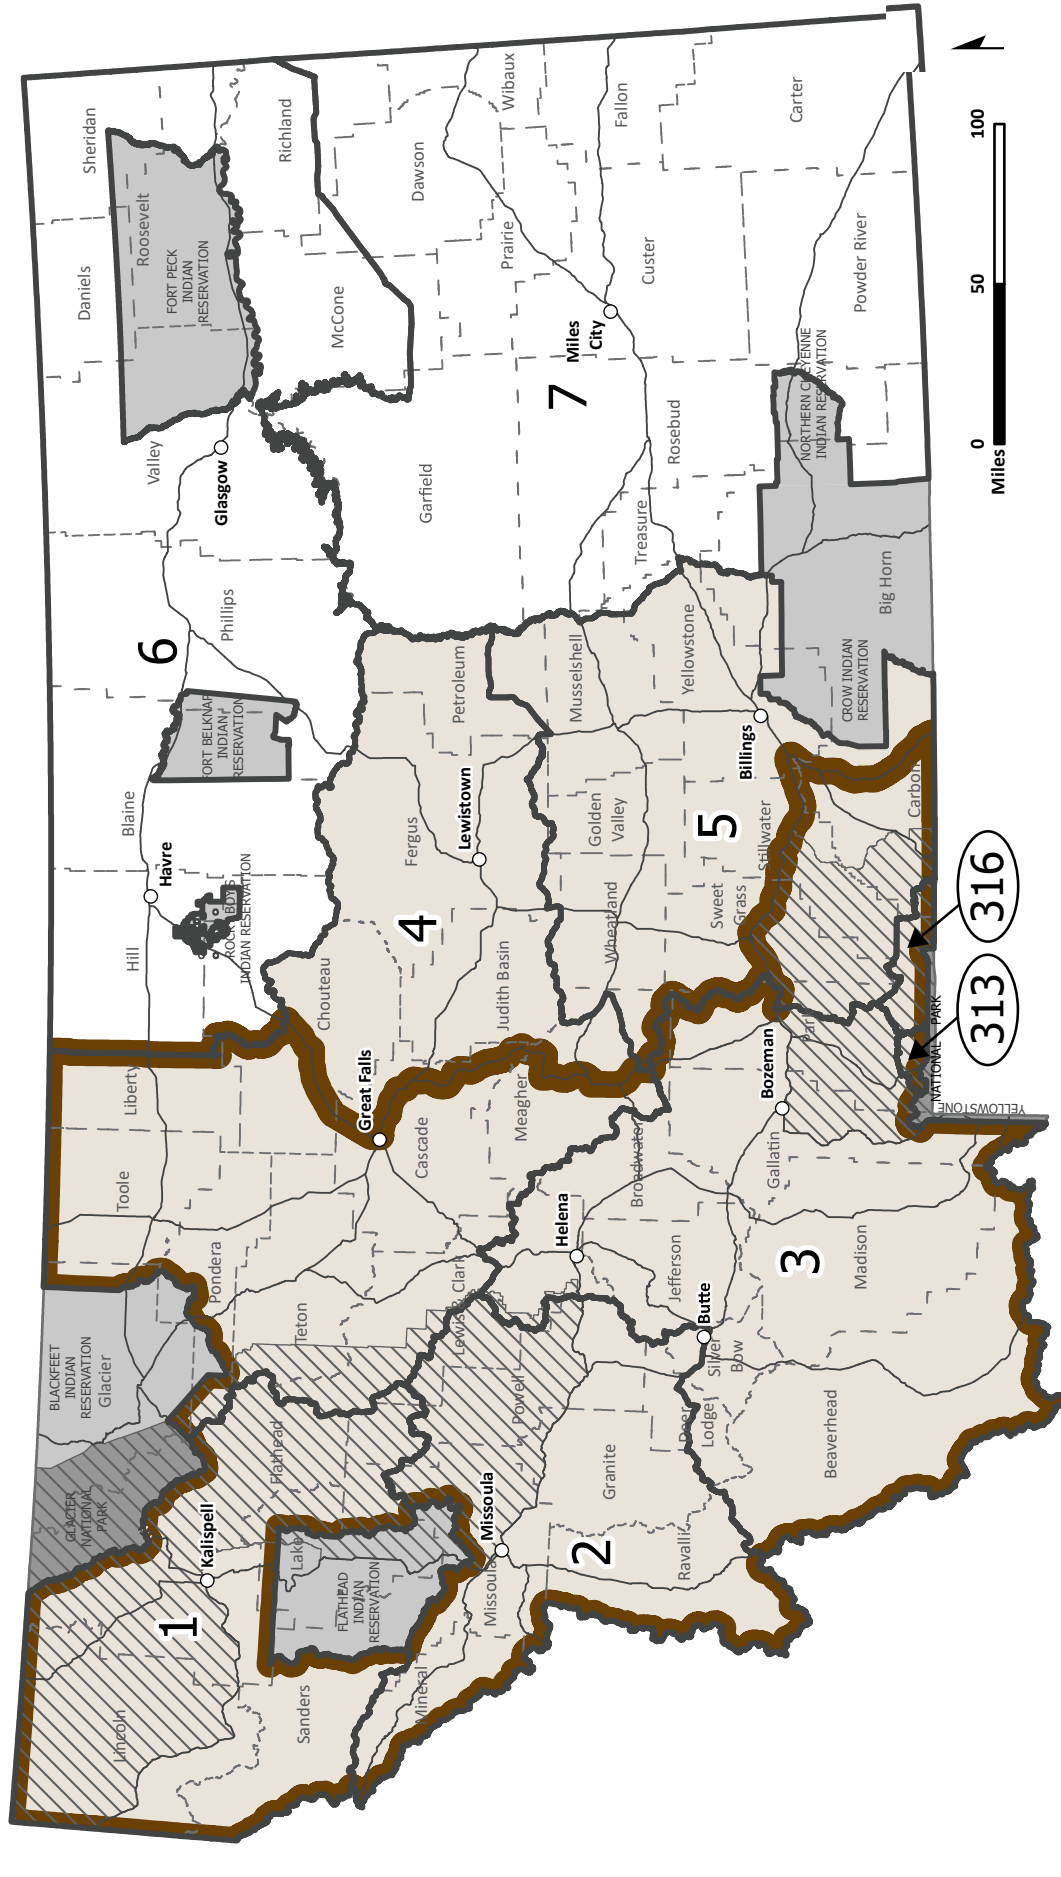 Lincoln
Kalispell
1
Sanders
Flathead
Lake
FLATHEAD
INDIAN
RESERVATION
GLACIER
NATIONAL
PARK
BLACKFEET
INDIAN
RESERVATION
Glacier
Toole
Liberty
Pondera
Teton
Lewis & Clark
Cascade
Great Falls
Chouteau
Hill
Havre
ROCKY BOYS
INDIAN RESERVATION
Blaine
FORT BELKNAP
INDIAN
RESERVATION
6
Phillips
Valley
Glasgow
Daniels
Sheridan
Roosevelt
FORT PECK
INDIAN
RESERVATION
Richland
McCone
Dawson
Wibaux
Prairie
Fallon
Custer
Carter
Powder River
Miles
City
7
Garfield
Rosebud
Treasure
NORTHERN CHEYENNE
INDIAN RESERVATION
Big Horn
CROW INDIAN
RESERVATION
Petroleum
Musselshell
Yellowstone
Billings
Fergus
Lewistown
4
Judith Basin
Golden
Valley
Wheatland
5
Stillwater
Sweet
Grass
Carbon
Park
Meagher
Broadwater
Helena
Jefferson
Gallatin
Bozeman
3
Madison
Butte
Silver
Bow
Deer
Lodge
Beaverhead
Powell
Granite
Missoula
Missoula
2
Ravalli
Mineral
YELLOWSTONE
NATIONAL PARK
313
316
0
50
100
Miles